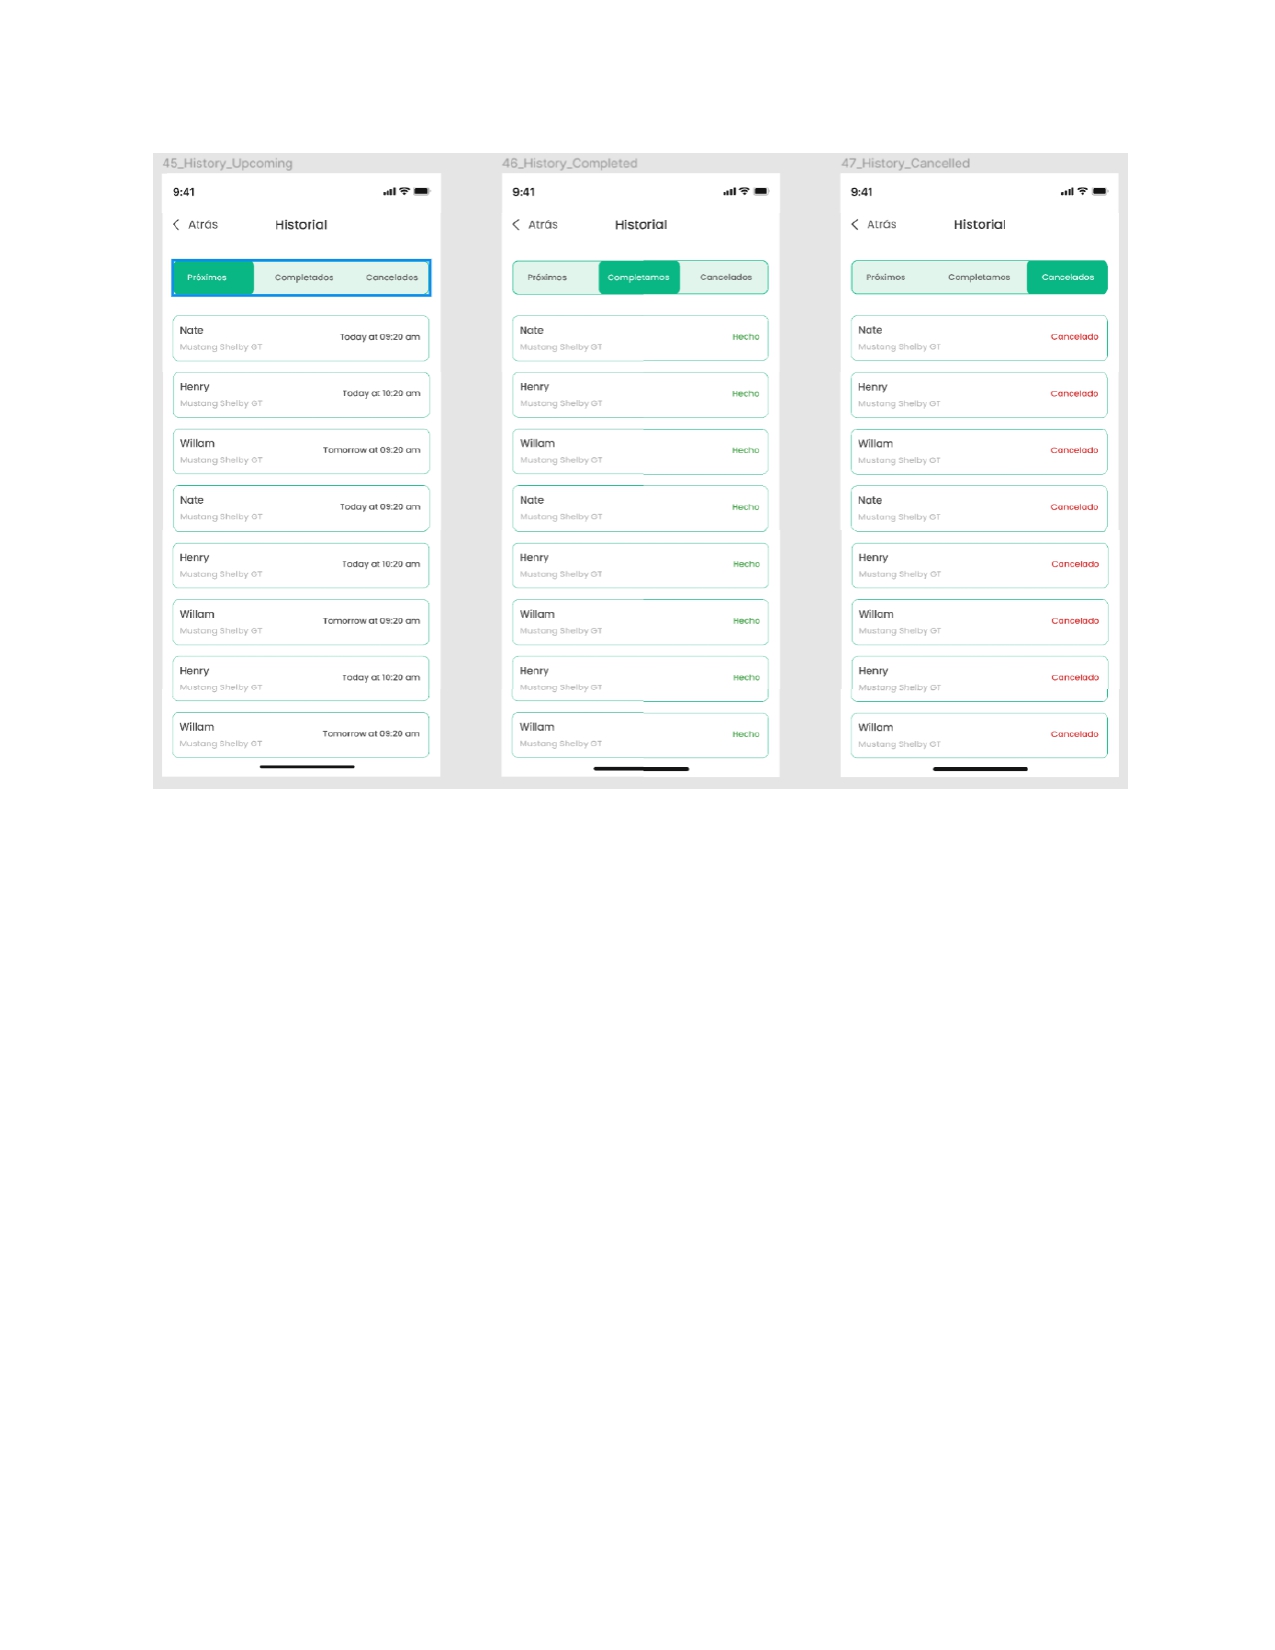 45_History_Upcoming
9:41
Atrás Historial
Próximos Completados Cancelados
Nate
Today at 09:20 am
Mustang Shelby GT
Henry
Today at 10:20 am
Mustang Shelby GT
Willam
Tomorrow at 09:20 am
Mustang Shelby GT
Nate
Today at 09:20 am
Mustang Shelby GT
Henry
Today at 10:20 am
Mustang Shelby GT
Willam
Tomorrow at 09:20 am
Mustang Shelby GT
Henry
Today at 10:20 am
Mustang Shelby GT
Willam
Tomorrow at 09:20 am
Mustang Shelby GT
46_History_Completed
9:41
Atrás Historial
Próximos Completamos Cancelados
Nate
Hecho
Mustang Shelby GT
Henry
Hecho
Mustang Shelby GT
Willam
Hecho
Mustang Shelby GT
Nate
Hecho
Mustang Shelby GT
Henry
Hecho
Mustang Shelby GT
Willam
Hecho
Mustang Shelby GT
Henry
Hecho
Mustang Shelby GT
Willam
Hecho
Mustang Shelby GT
47_History_Cancelled
9:41
Atrás Historial
Próximos Completamos Cancelados
Nate
Cancelado
Mustang Shelby GT
Henry
Cancelado
Mustang Shelby GT
Willam
Cancelado
Mustang Shelby GT
Nate
Cancelado
Mustang Shelby GT
Henry
Cancelado
Mustang Shelby GT
Willam
Cancelado
Mustang Shelby GT
Henry
Cancelado
Mustang Shelby GT
Willam
Cancelado
Mustang Shelby GT